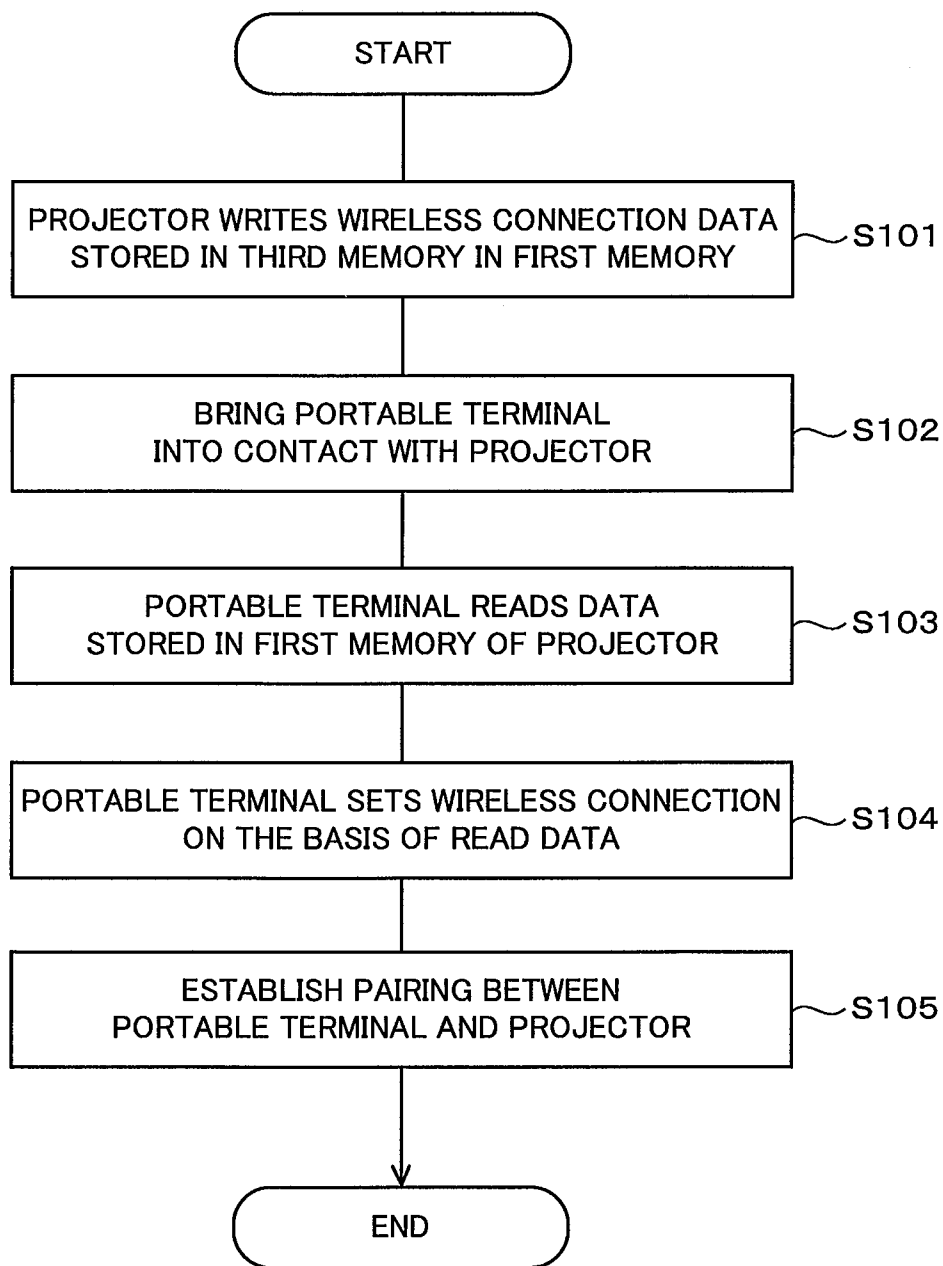 START
PROJECTOR WRITES WIRELESS CONNECTION DATA
STORED IN THIRD MEMORY IN FIRST MEMORY
S101
BRING PORTABLE TERMINAL
INTO CONTACT WITH PROJECTOR
S102
PORTABLE TERMINAL READS DATA
STORED IN FIRST MEMORY OF PROJECTOR
S103
PORTABLE TERMINAL SETS WIRELESS CONNECTION
ON THE BASIS OF READ DATA
S104
ESTABLISH PAIRING BETWEEN
PORTABLE TERMINAL AND PROJECTOR
S105
END